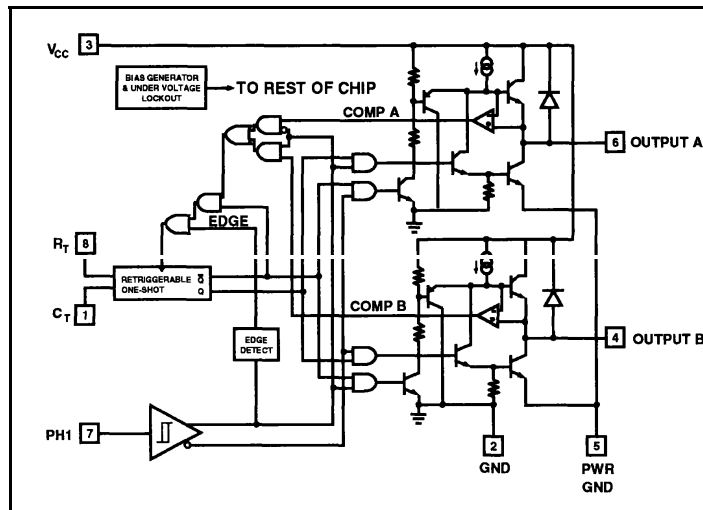 VCC 3
BIAS GENERATOR
& UNDER VOLTAGE
LOCKOUT
TO REST OF CHIP
COMP A
6 OUTPUT A
EDGE
RT 8
RETRIGGERABLE
ONE-SHOT
Q
Q
CT 1
COMP B
4 OUTPUT B
EDGE
DETECT
PH1 7
2
GND
5
PWR
GND